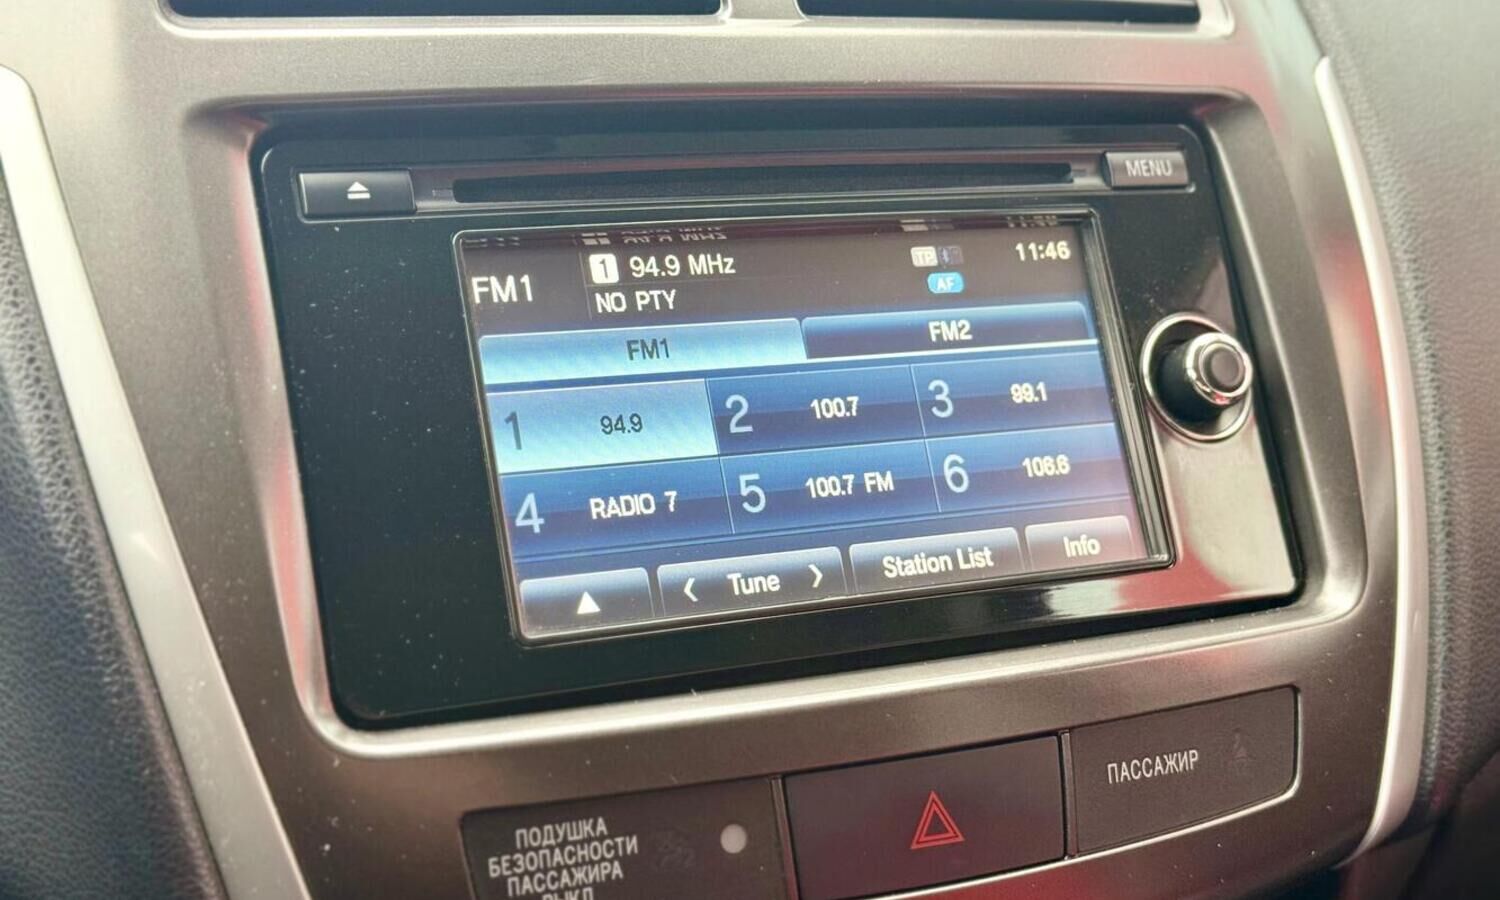 MENU
11:46
TP
1 94.9 MHz
FM1
AF
NO PTY
FM1 FM2
1 94.9 2 100.7 3 99.1
4 RADIO 7 5 100.7 FM 6 106.6
Tune Station List Info
ПАССАЖИР
ПОДУШКА
БЕЗОПАСНОСТИ
ПАССАЖИРА
ВЫКЛ